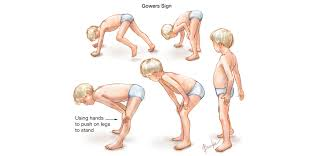 Gowers Sign
Using hands
to push on legs
to stand